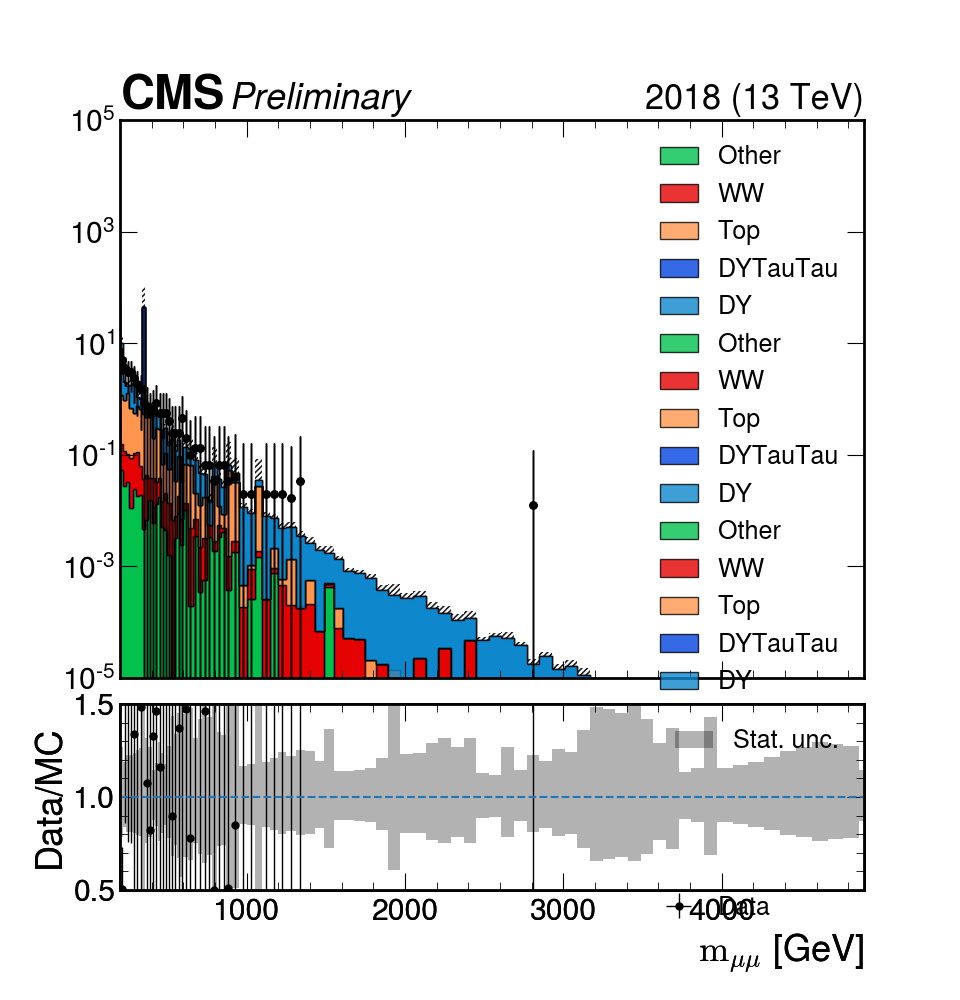 CMS Preliminary 2018 (13 TeV)
10^5
10^3
10^1
10^-1
10^-3
10^-5
Other
WW
Top
DYTauTau
DY
Other
WW
Top
DYTauTau
DY
Other
WW
Top
DYTauTau
DY
1.5
1.0
0.5
Data/MC
Stat. unc.
1000 2000 3000 4000
Data
m_μμ [GeV]